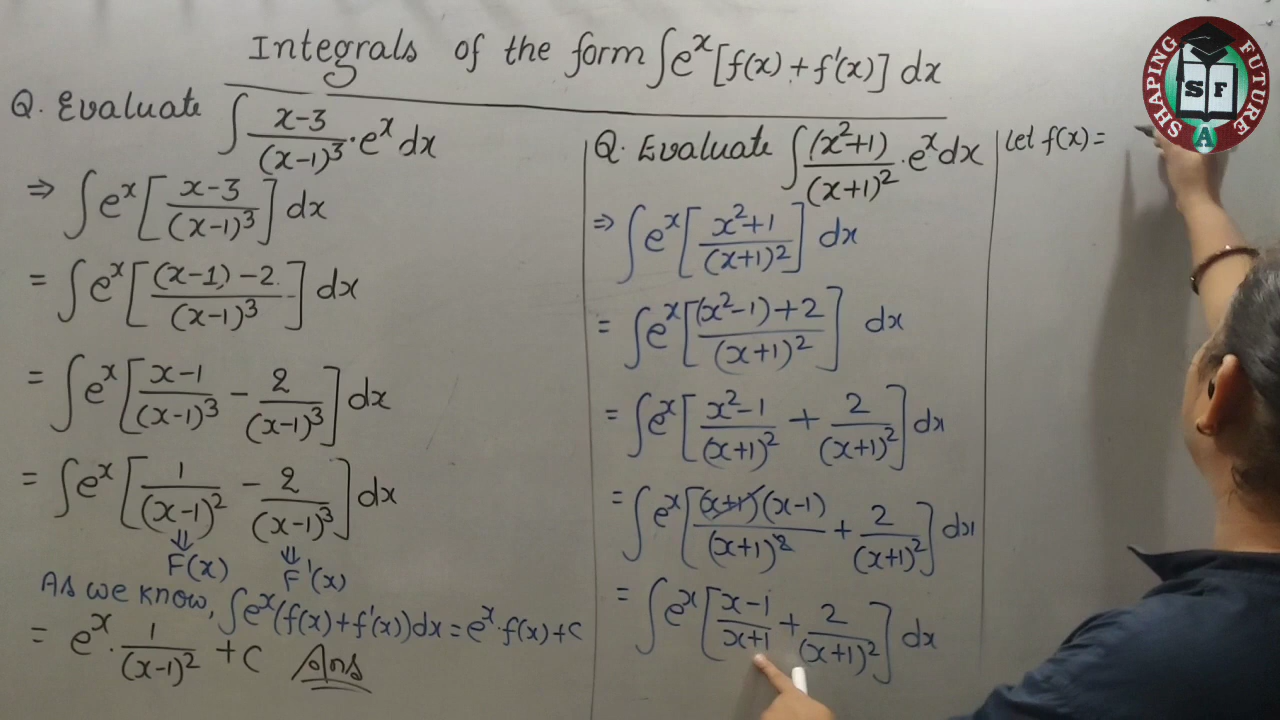 Integrals of the form ∫eˣ[f(x) + f'(x)] dx
Q. Evaluate ∫ (x-3)/(x-1)³ · eˣ dx
⇒ ∫eˣ[(x-3)/(x-1)³] dx
= ∫eˣ[((x-1) - 2)/(x-1)³] dx
= ∫eˣ[(x-1)/(x-1)³ - 2/(x-1)³] dx
= ∫eˣ[1/(x-1)² - 2/(x-1)³] dx
⇓ ⇓
F(x) F'(x)
As we know, ∫eˣ(f(x)+f'(x))dx = eˣ·f(x)+c
= eˣ · 1/(x-1)² + c Ans
Q. Evaluate ∫ (x²+1)/(x+1)² · eˣ dx
⇒ ∫eˣ[x²+1/(x+1)²] dx
= ∫eˣ[(x²-1)+2/(x+1)²] dx
= ∫eˣ[x²-1/(x+1)² + 2/(x+1)²] dx
= ∫eˣ[(x+1)(x-1)/(x+1)² + 2/(x+1)²] dx
= ∫eˣ[x-1/x+1 + 2/(x+1)²] dx
Let f(x) =
SHAPING FUTURE
S F
A